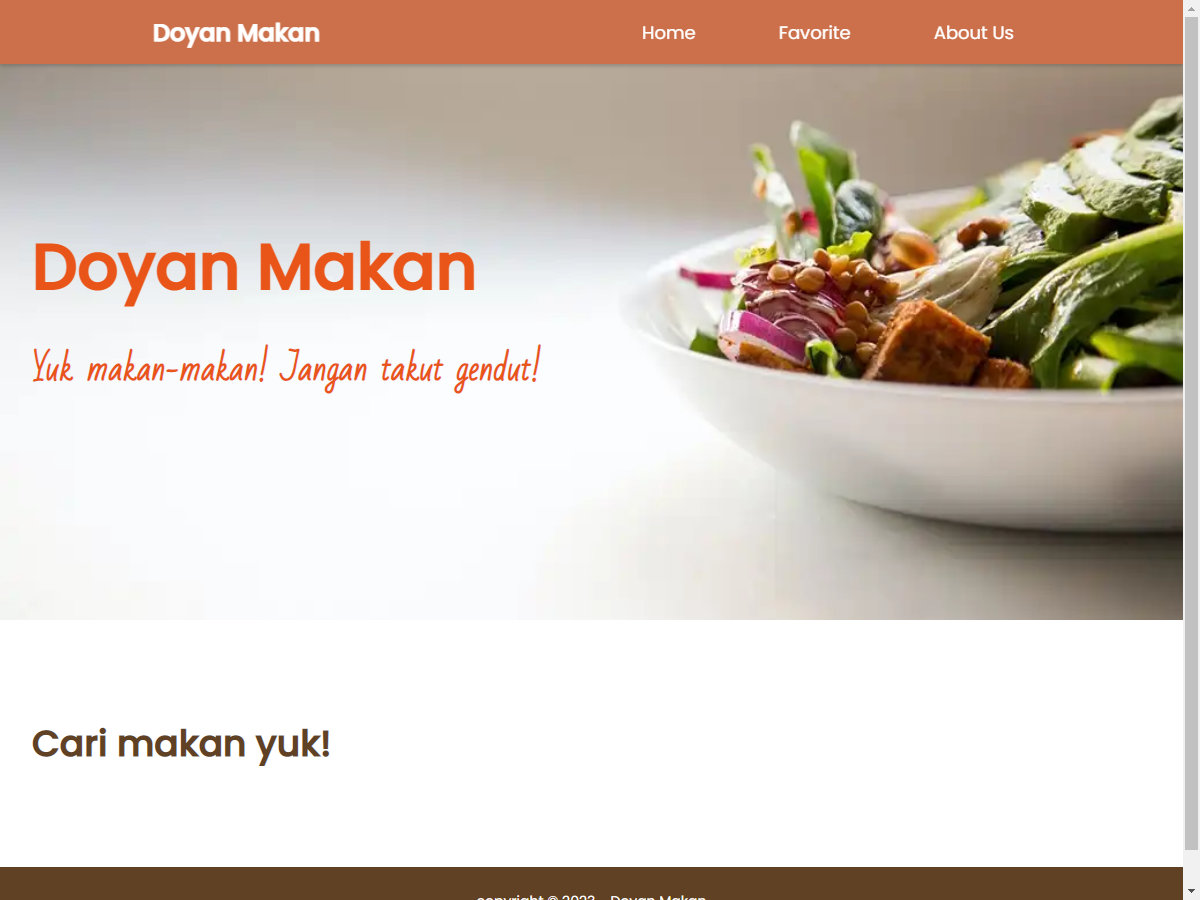 Doyan Makan
Home
Favorite
About Us
Doyan Makan
Yuk makan-makan! Jangan takut gendut!
Cari makan yuk!
copyright © 2023 - Doyan Makan